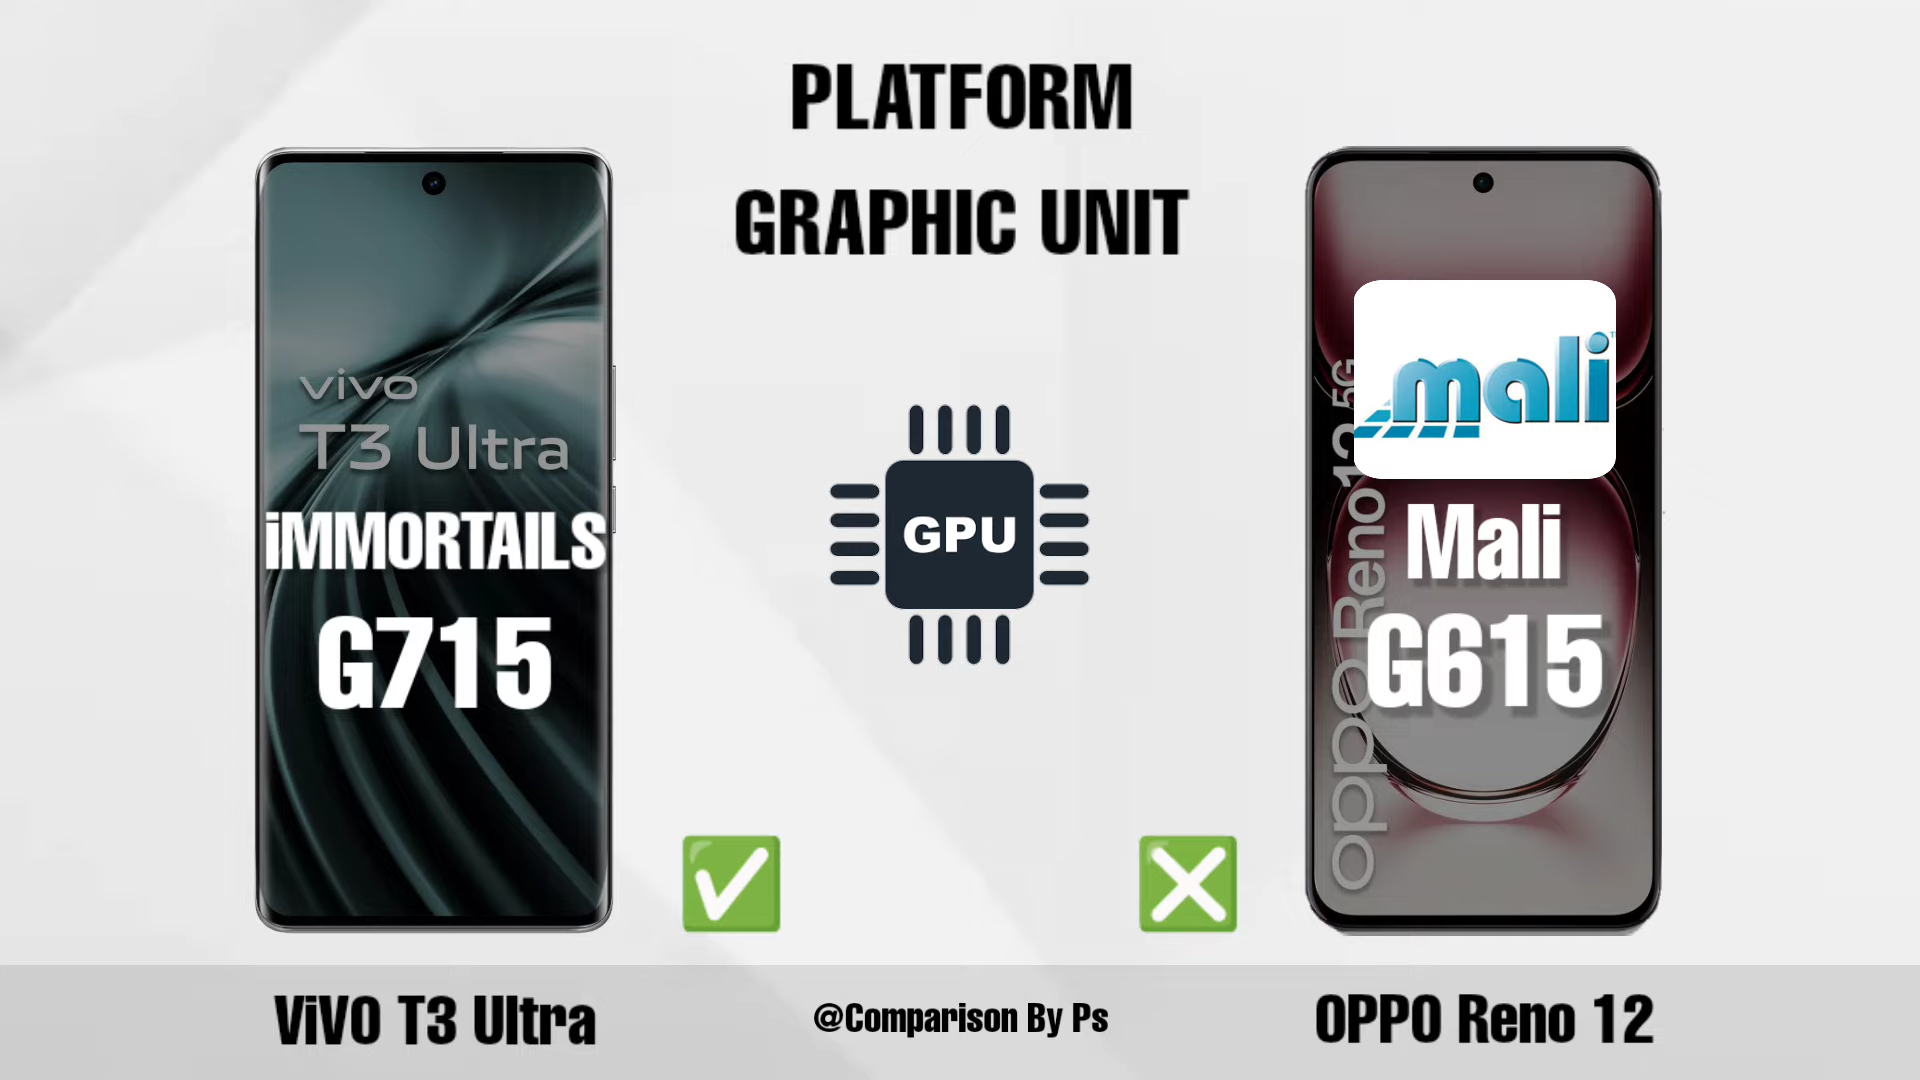 PLATFORM
GRAPHIC UNIT
vivo
T3 Ultra
iMMORTAILS
G715
GPU
mali
TM
oppo Reno12 5G
Mali
G615
ViVO T3 Ultra
@Comparison By Ps
OPPO Reno 12